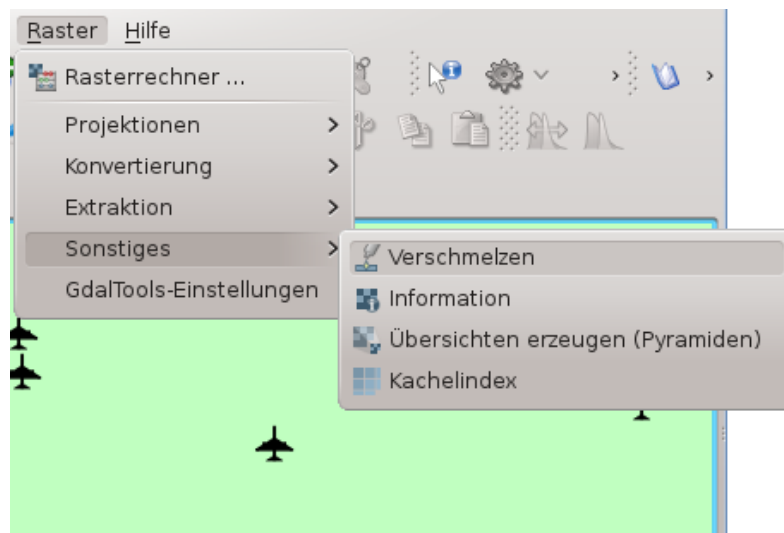 Raster Hilfe
Rasterrechner ...
Projektionen
Konvertierung
Extraktion
Sonstiges
GdalTools-Einstellungen
Verschmelzen
Information
Übersichten erzeugen (Pyramiden)
Kachelindex